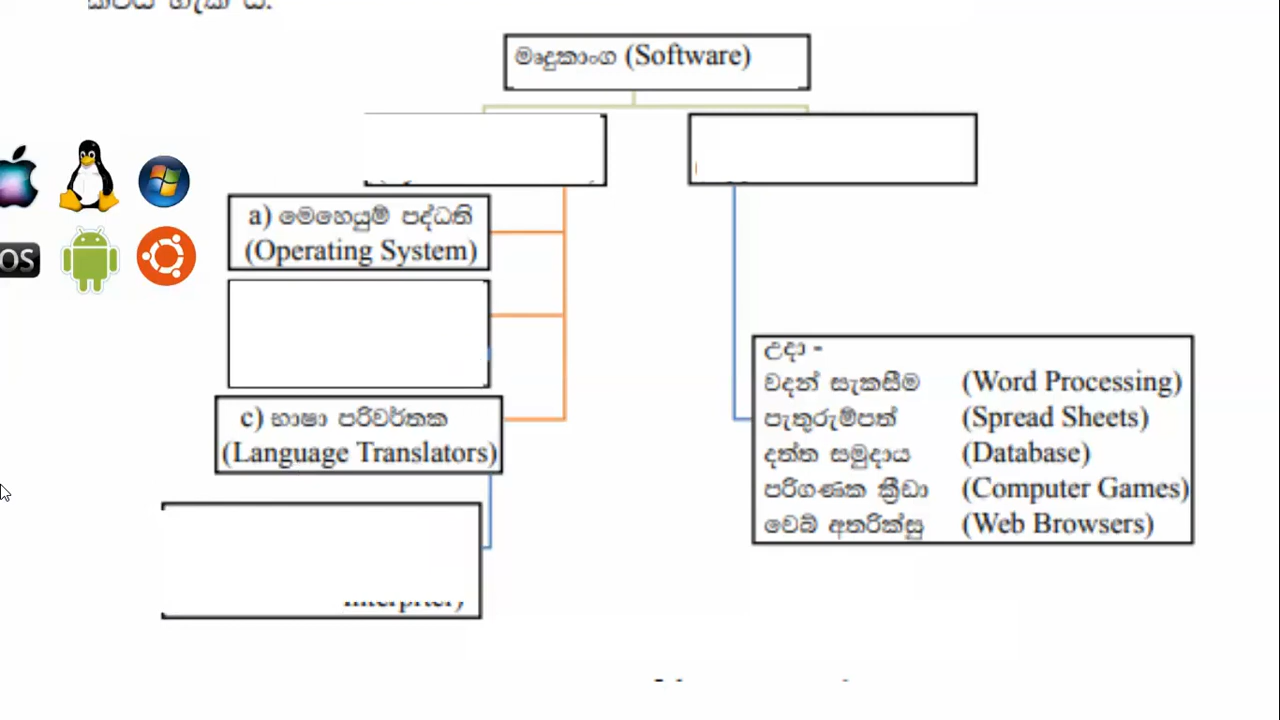 මෘදුකාංග (Software)
a) මෙහෙයුම් පද්ධති
(Operating System)
OS
c) භාෂා පරිවර්තක
(Language Translators)
උදා -
වදන් සැකසීම (Word Processing)
පැතුරුම්පත් (Spread Sheets)
දත්ත සමුදාය (Database)
පරිගණක ක්‍රීඩා (Computer Games)
වෙබ් අතරික්සු (Web Browsers)